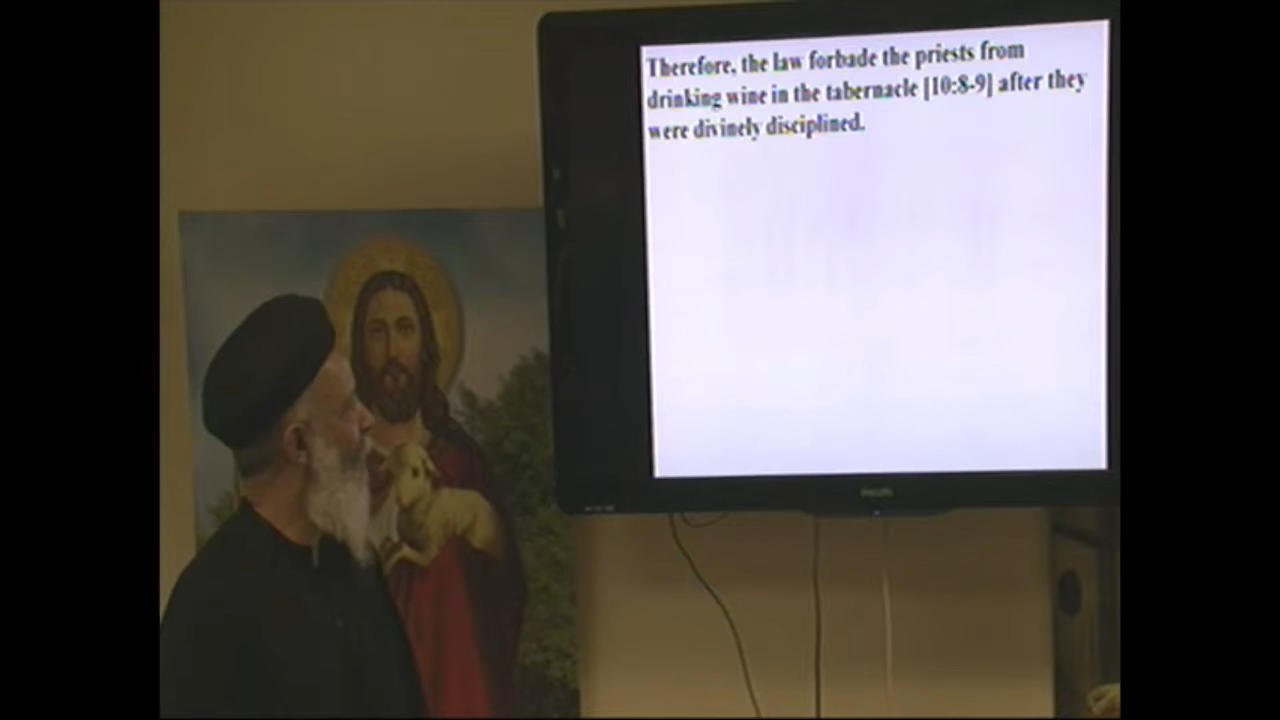 Therefore, the law forbade the priests from
drinking wine in the tabernacle [10:8-9] after they
were divinely disciplined.
PHILIPS